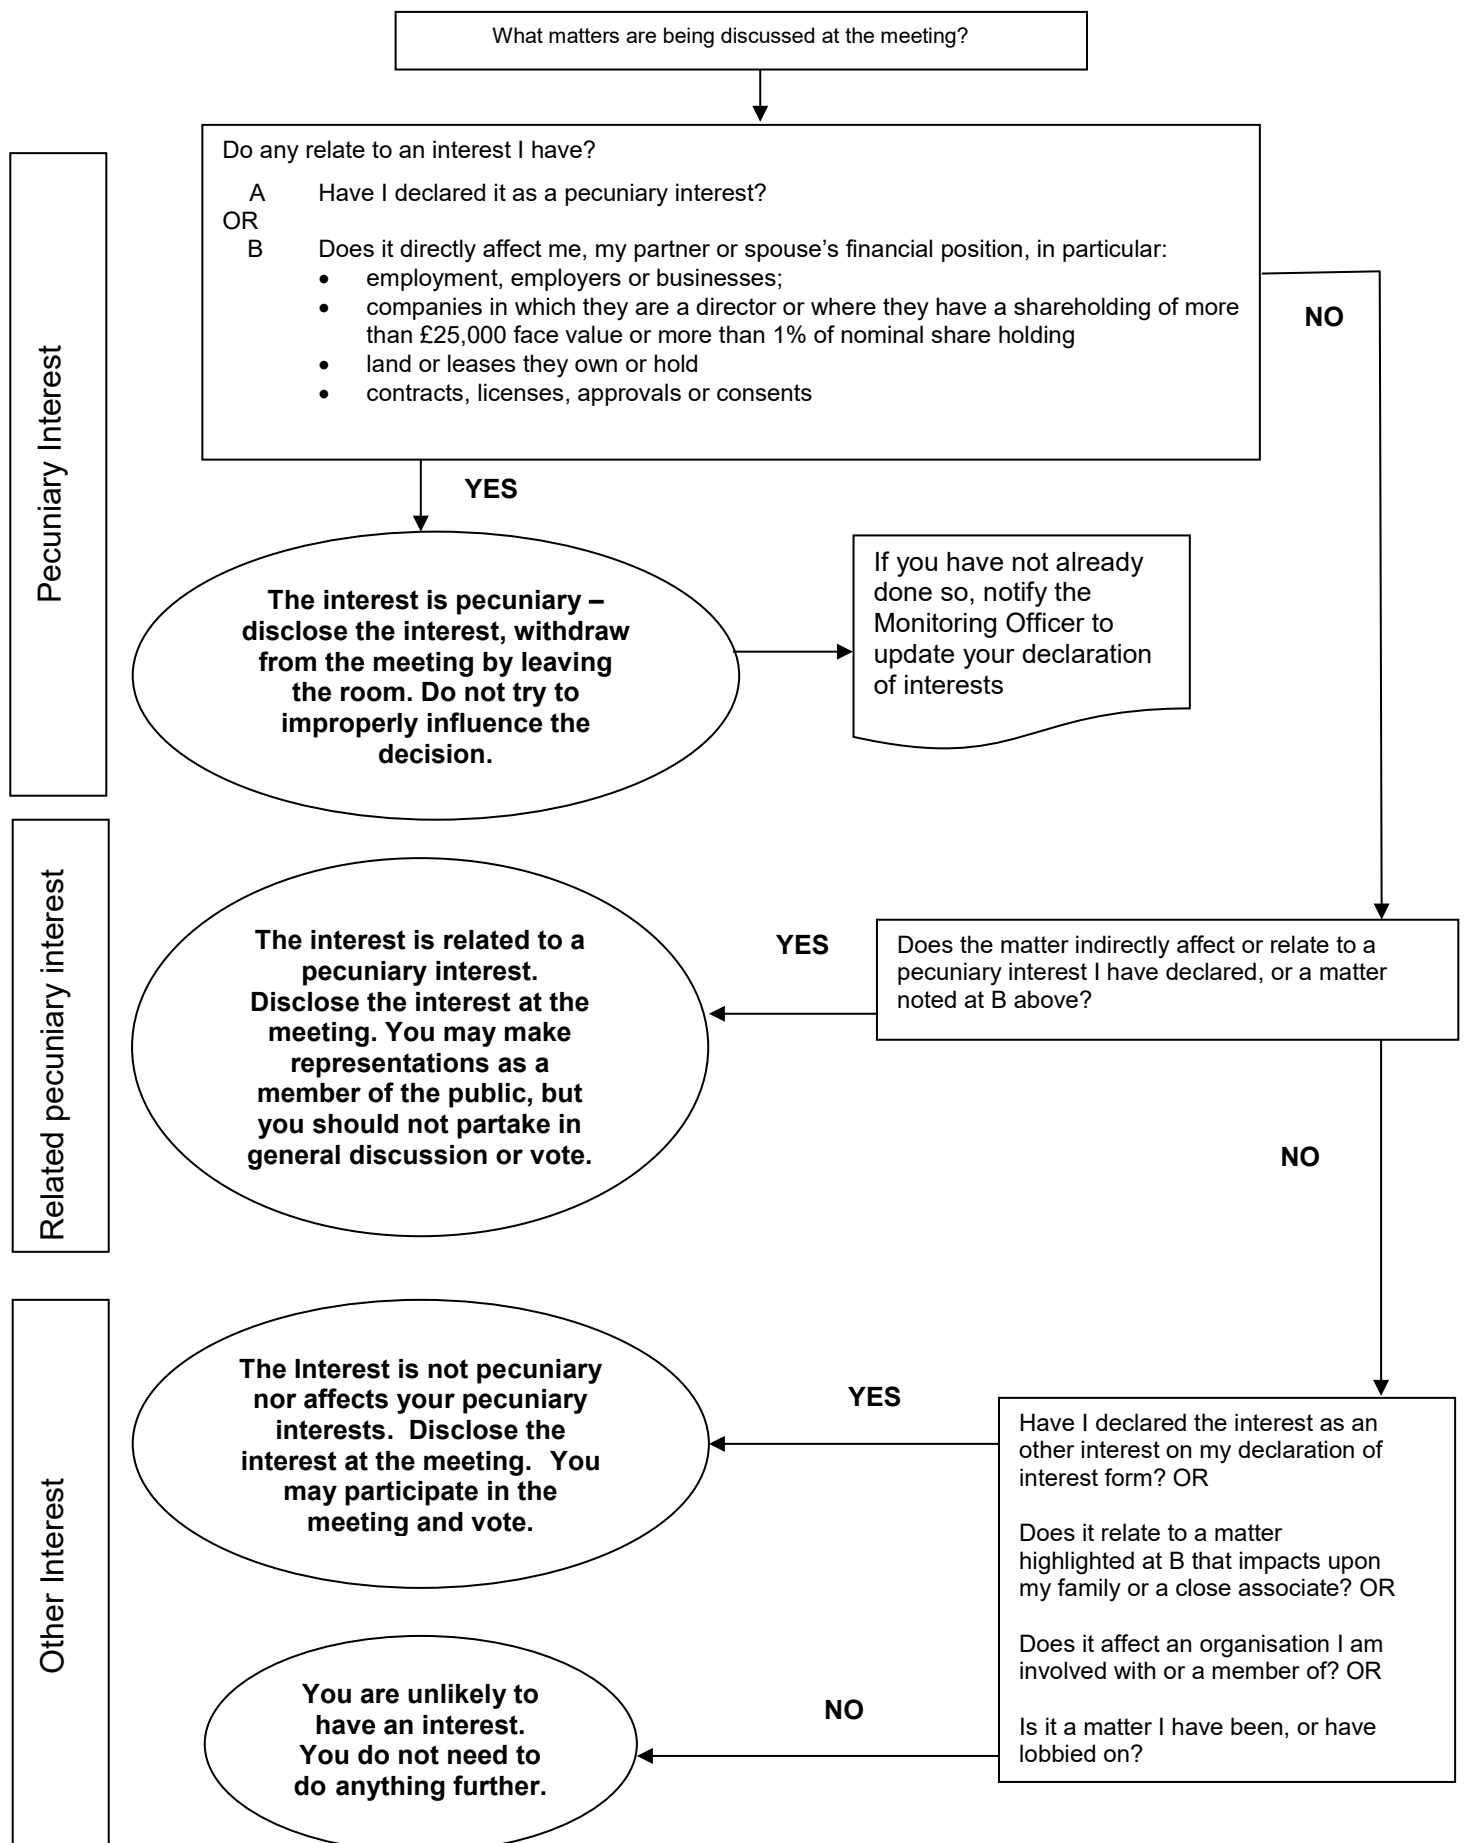 What matters are being discussed at the meeting?
Do any relate to an interest I have?
A Have I declared it as a pecuniary interest?
OR
B Does it directly affect me, my partner or spouse’s financial position, in particular:
• employment, employers or businesses;
• companies in which they are a director or where they have a shareholding of more
than £25,000 face value or more than 1% of nominal share holding
• land or leases they own or hold
• contracts, licenses, approvals or consents
NO
Pecuniary Interest
YES
The interest is pecuniary –
disclose the interest, withdraw
from the meeting by leaving
the room. Do not try to
improperly influence the
decision.
If you have not already
done so, notify the
Monitoring Officer to
update your declaration
of interests
Related pecuniary interest
The interest is related to a
pecuniary interest.
Disclose the interest at the
meeting. You may make
representations as a
member of the public, but
you should not partake in
general discussion or vote.
YES
Does the matter indirectly affect or relate to a
pecuniary interest I have declared, or a matter
noted at B above?
NO
Other Interest
The Interest is not pecuniary
nor affects your pecuniary
interests. Disclose the
interest at the meeting. You
may participate in the
meeting and vote.
YES
Have I declared the interest as an
other interest on my declaration of
interest form? OR
Does it relate to a matter
highlighted at B that impacts upon
my family or a close associate? OR
Does it affect an organisation I am
involved with or a member of? OR
Is it a matter I have been, or have
lobbied on?
NO
You are unlikely to
have an interest.
You do not need to
do anything further.